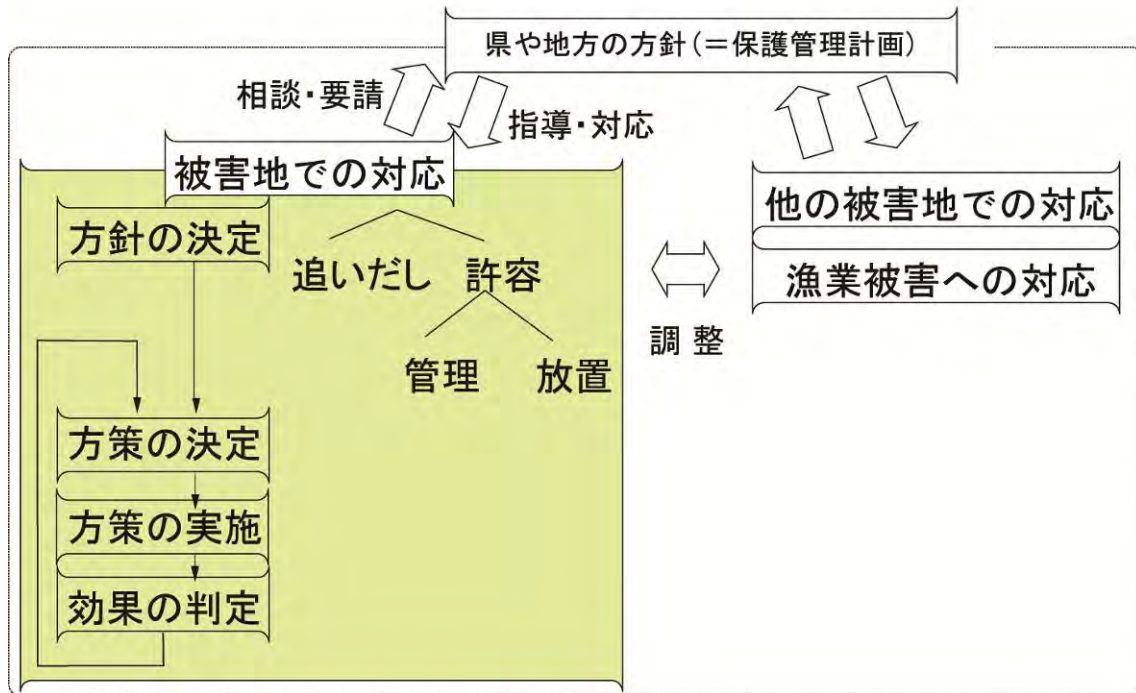 県や地方の方針(=保護管理計画)
相談・要請
指導・対応
被害地での対応
方針の決定
追いだし 許容
管理 放置
方策の決定
方策の実施
効果の判定
調整
他の被害地での対応
漁業被害への対応